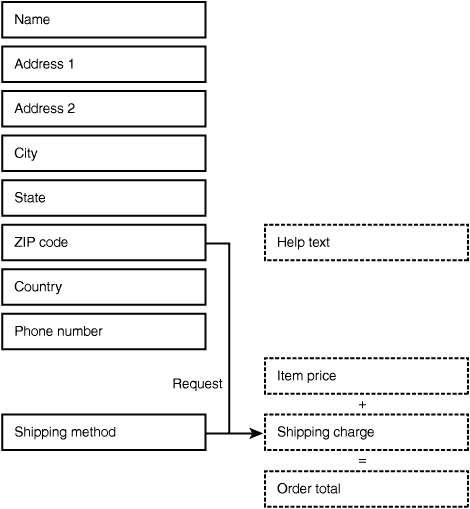 Name
Address 1
Address 2
City
State
ZIP code
Help text
Country
Phone number
Item price
Request
+
Shipping method
Shipping charge
=
Order total